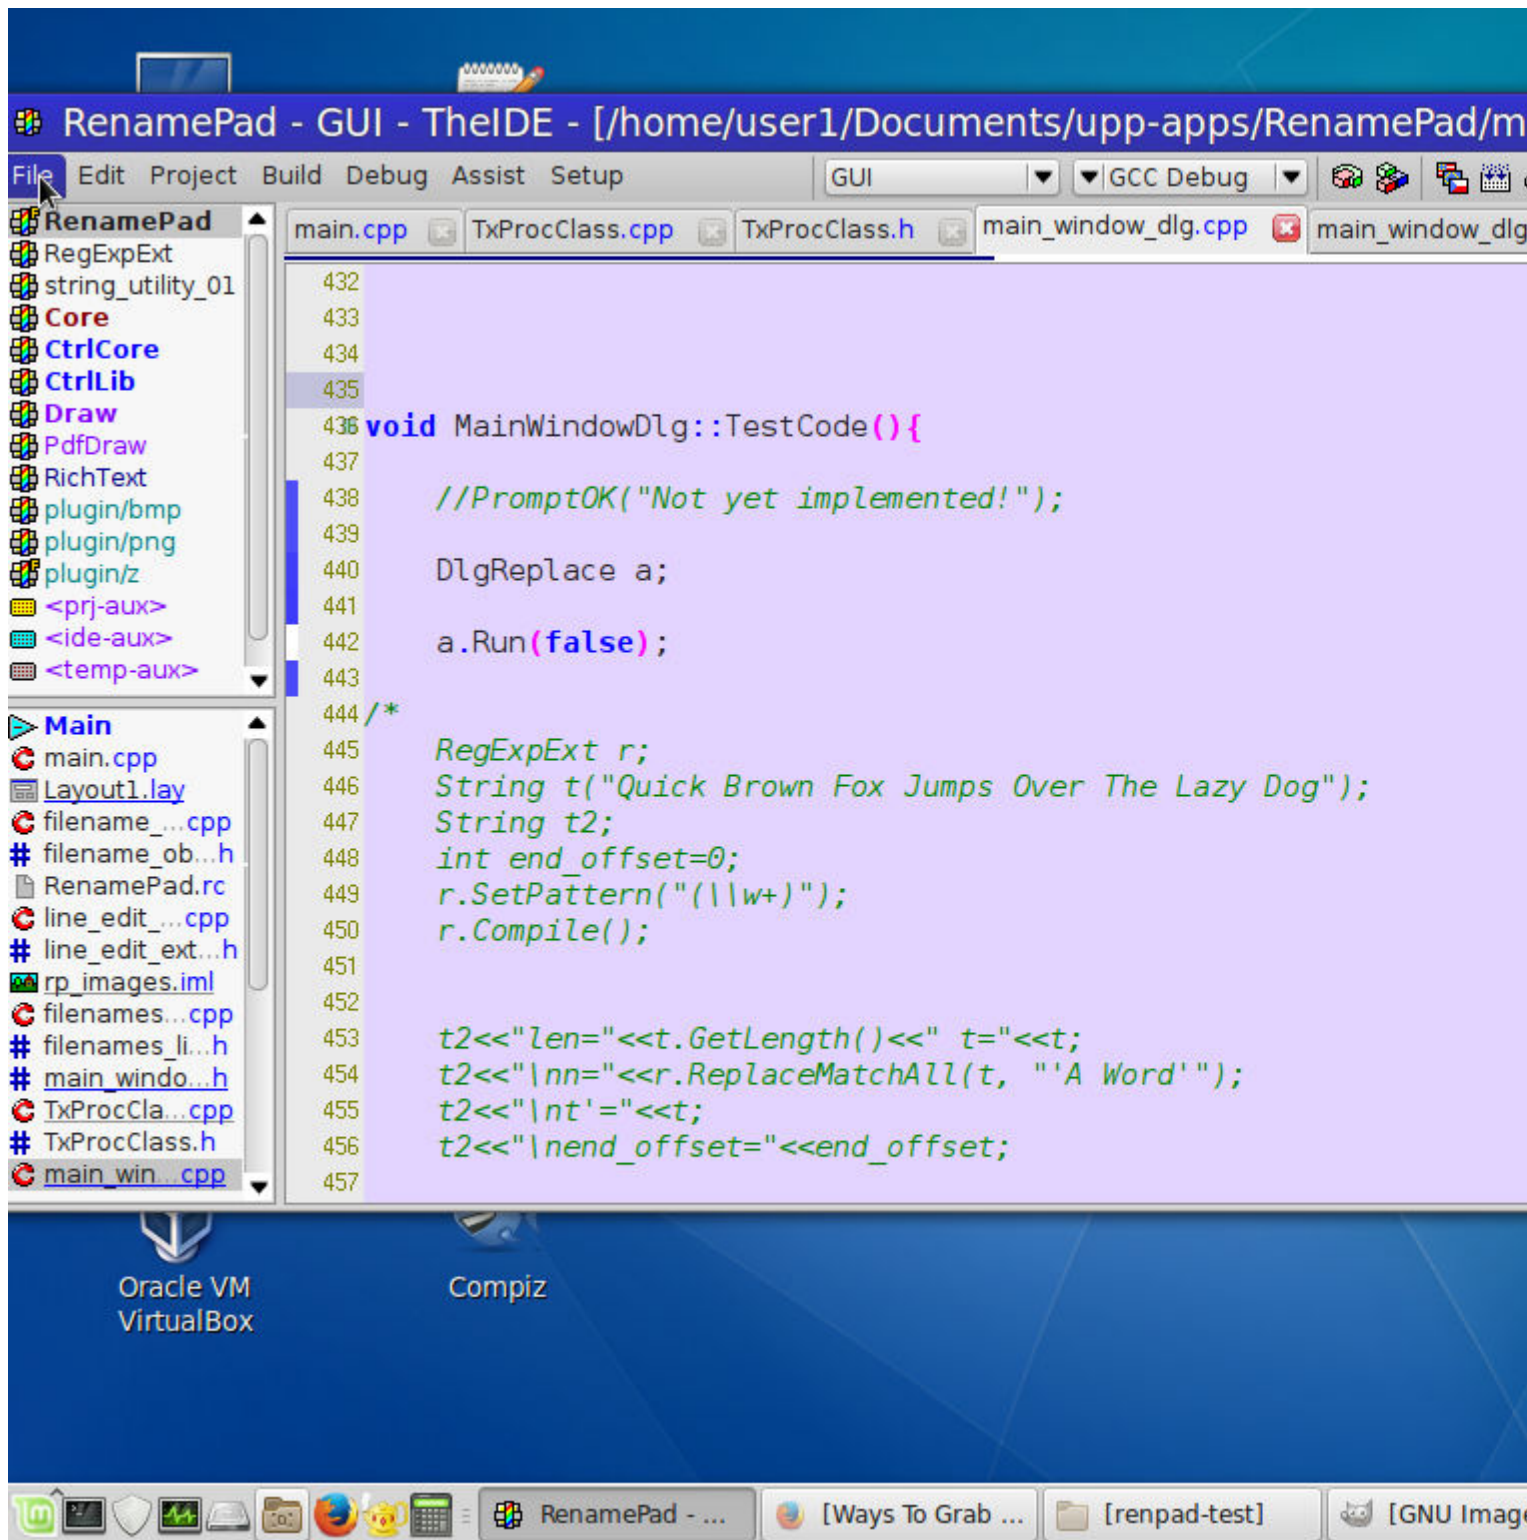 RenamePad - GUI - TheIDE - [/home/user1/Documents/upp-apps/RenamePad/m
File Edit Project Build Debug Assist Setup GUI GCC Debug
RenamePad
RegExpExt
string_utility_01
Core
CtrlCore
CtrlLib
Draw
PdfDraw
RichText
plugin/bmp
plugin/png
plugin/z
<prj-aux>
<ide-aux>
<temp-aux>
Main
main.cpp
Layout1.lay
filename_...cpp
filename_ob...h
RenamePad.rc
line_edit_...cpp
line_edit_ext...h
rp_images.iml
filenames...cpp
filenames_li...h
main_windo...h
TxProcCla...cpp
TxProcClass.h
main_win...cpp
main.cpp TxProcClass.cpp TxProcClass.h main_window_dlg.cpp main_window_dlg
432
433
434
435
436 void MainWindowDlg::TestCode(){
437
438 //PromptOK("Not yet implemented!");
439
440 DlgReplace a;
441
442 a.Run(false);
443
444 /*
445 RegExpExt r;
446 String t("Quick Brown Fox Jumps Over The Lazy Dog");
447 String t2;
448 int end_offset=0;
449 r.SetPattern("(\\w+)");
450 r.Compile();
451
452
453 t2<<"len="<<t.GetLength()<<" t="<<t;
454 t2<<"\nn="<<r.ReplaceMatchAll(t, "'A Word'");
455 t2<<"\nt'="<<t;
456 t2<<"\nend_offset="<<end_offset;
457
Oracle VM
VirtualBox
Compiz
RenamePad - ... [Ways To Grab ... [renpad-test] [GNU Image